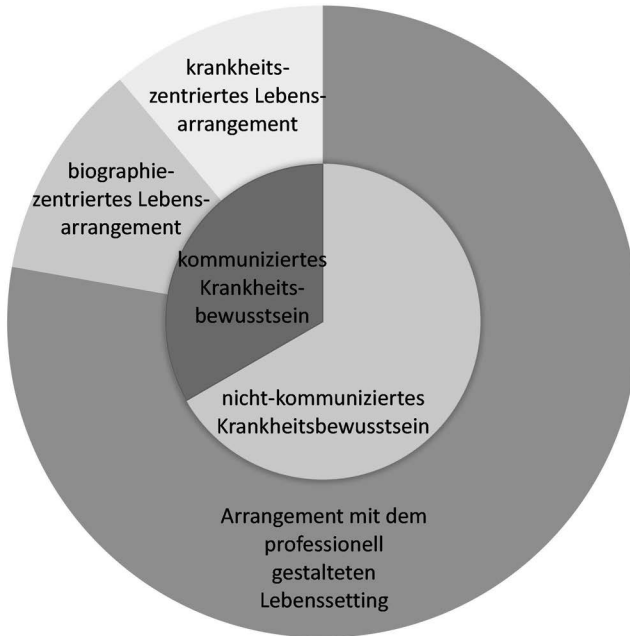 krankheits-
zentriertes Lebens-
arrangement
biographie-
zentriertes Lebens-
arrangement
kommuniziertes
Krankheits-
bewusstsein
nicht-kommuniziertes
Krankheitsbewusstsein
Arrangement mit dem
professionell
gestalteten
Lebenssetting